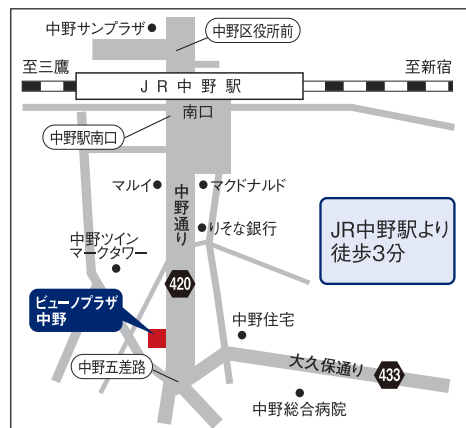 中野サンプラザ
中野区役所前
至三鷹
至新宿
JR中野駅
南口
中野駅南口
マルイ
中野通り
マクドナルド
りそな銀行
JR中野駅より
徒歩3分
中野ツイン
マークタワー
420
ビューノプラザ
中野
中野住宅
中野五差路
大久保通り
433
中野総合病院